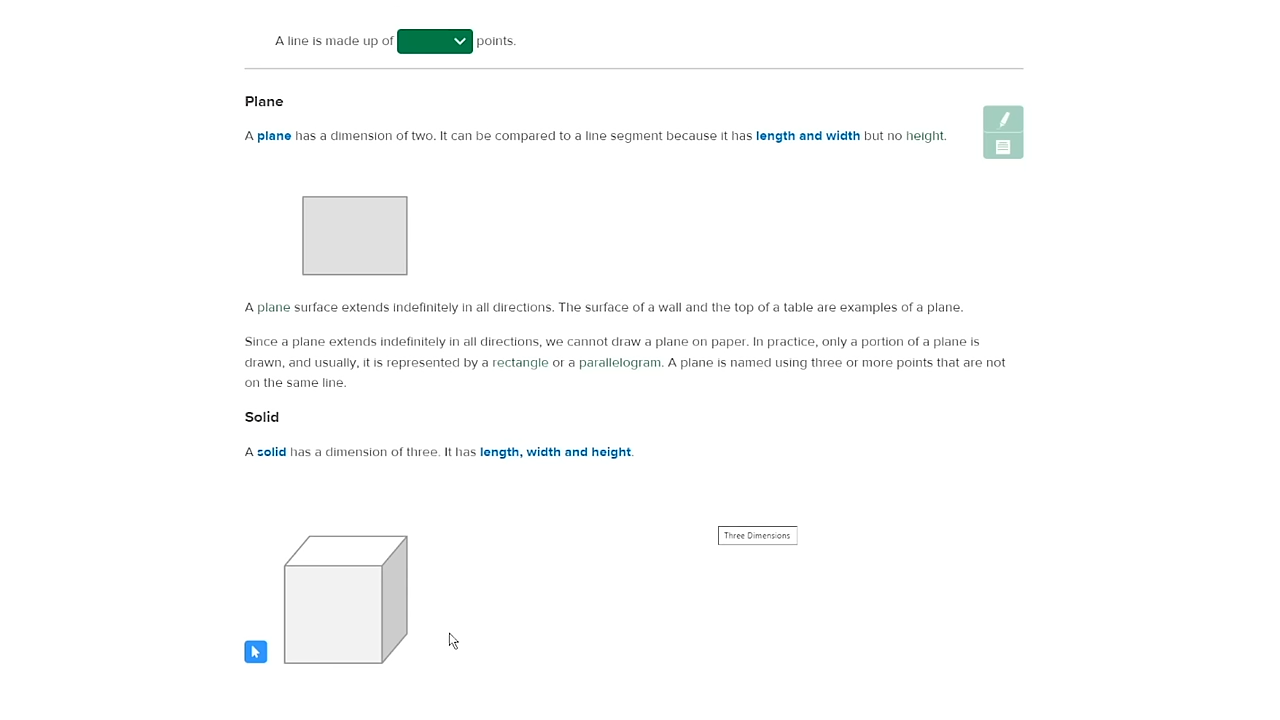 A line is made up of points.
Plane
A plane has a dimension of two. It can be compared to a line segment because it has length and width but no height.
A plane surface extends indefinitely in all directions. The surface of a wall and the top of a table are examples of a plane.
Since a plane extends indefinitely in all directions, we cannot draw a plane on paper. In practice, only a portion of a plane is
drawn, and usually, it is represented by a rectangle or a parallelogram. A plane is named using three or more points that are not
on the same line.
Solid
A solid has a dimension of three. It has length, width and height.
Three Dimensions